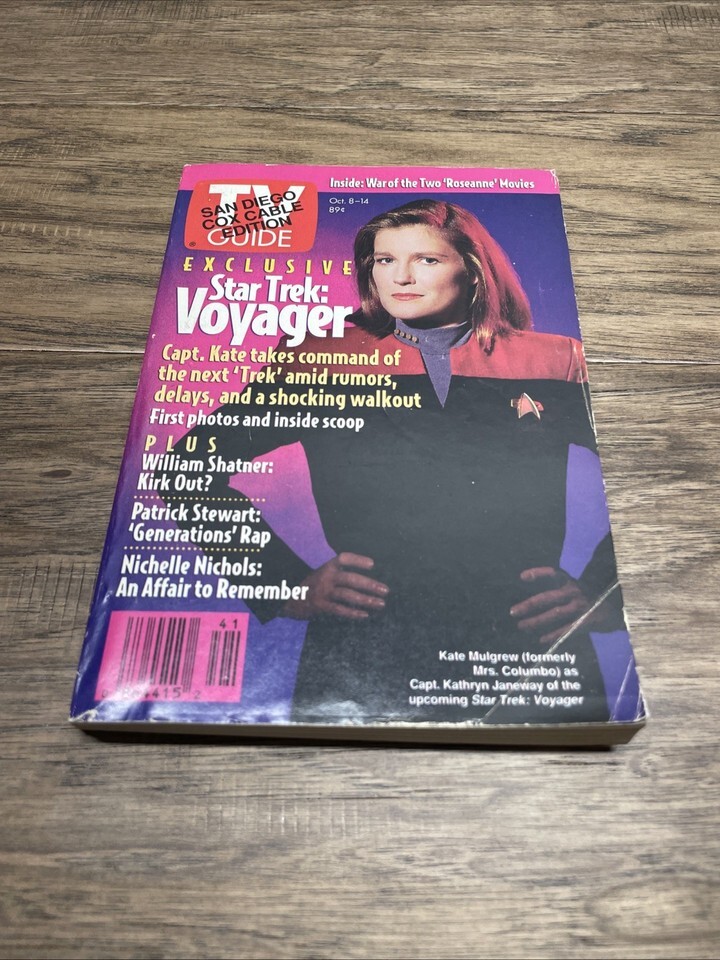 Inside: War of the Two 'Roseanne' Movies
TV
GUIDE
SAN DIEGO
COX CABLE
EDITION
®
Oct. 8–14
89¢
EXCLUSIVE
Star Trek:
Voyager
Capt. Kate takes command of
the next 'Trek' amid rumors,
delays, and a shocking walkout
First photos and inside scoop
PLUS
William Shatner:
Kirk Out?
Patrick Stewart:
'Generations' Rap
Nichelle Nichols:
An Affair to Remember
41
Kate Mulgrew (formerly
Mrs. Columbo) as
Capt. Kathryn Janeway of the
upcoming Star Trek: Voyager